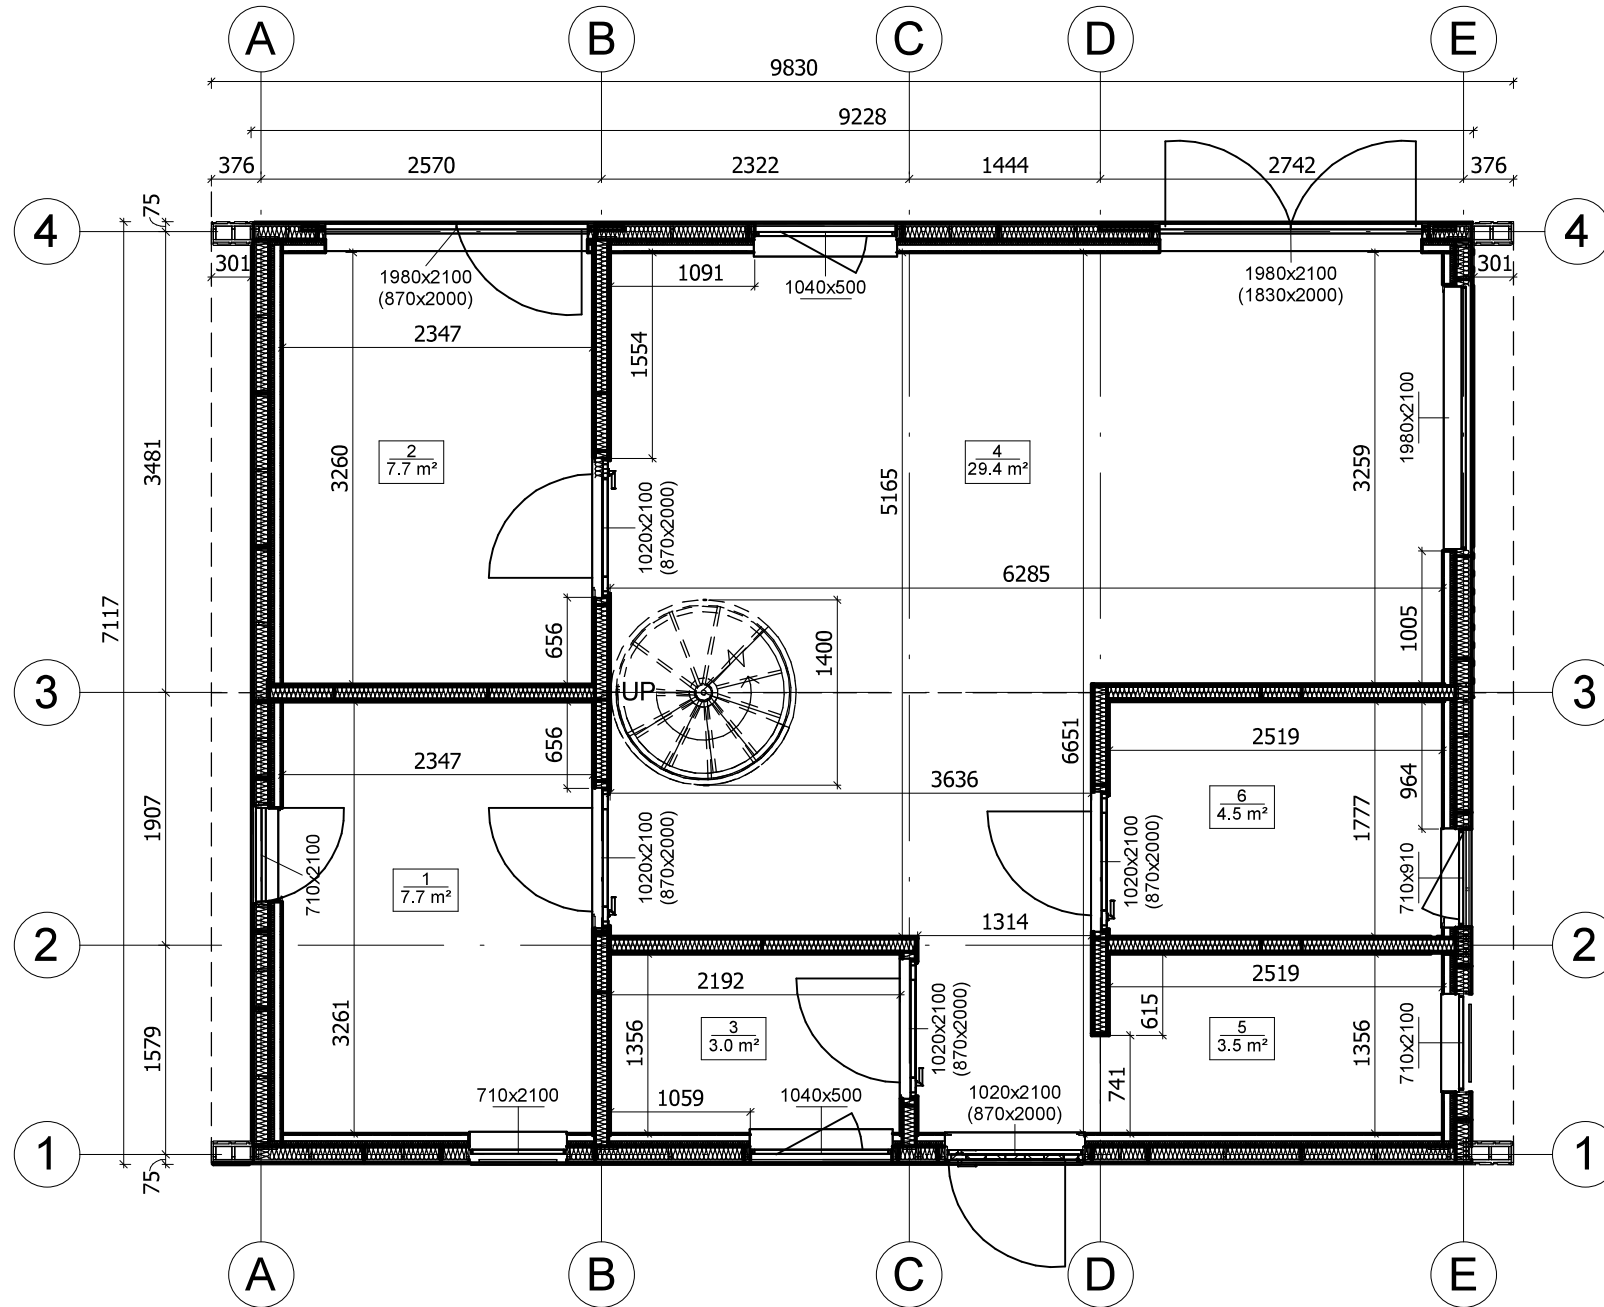 A B C D E
9830
9228
376 2570 2322 1444 2742 376
75
4 4
301 301
1980x2100
(870x2000)
1091
1040x500
1980x2100
(1830x2000)
2347
1554
1980x2100
3481
3260
2
7.7 m²
4
29.4 m²
5165
3259
1020x2100
(870x2000)
6285
7117
656
1400
1005
3 UP 3
656
6651
2347
2519
3636
964
1907
710x2100
1
7.7 m²
1020x2100
(870x2000)
1020x2100
(870x2000)
6
4.5 m²
1777
710x910
2 2
1314
2192
2519
3261
1579
1356
3
3.0 m²
1020x2100
(870x2000)
615
5
3.5 m²
1356
710x2100
741
710x2100
1059
1040x500
1020x2100
(870x2000)
1 1
75
A B C D E